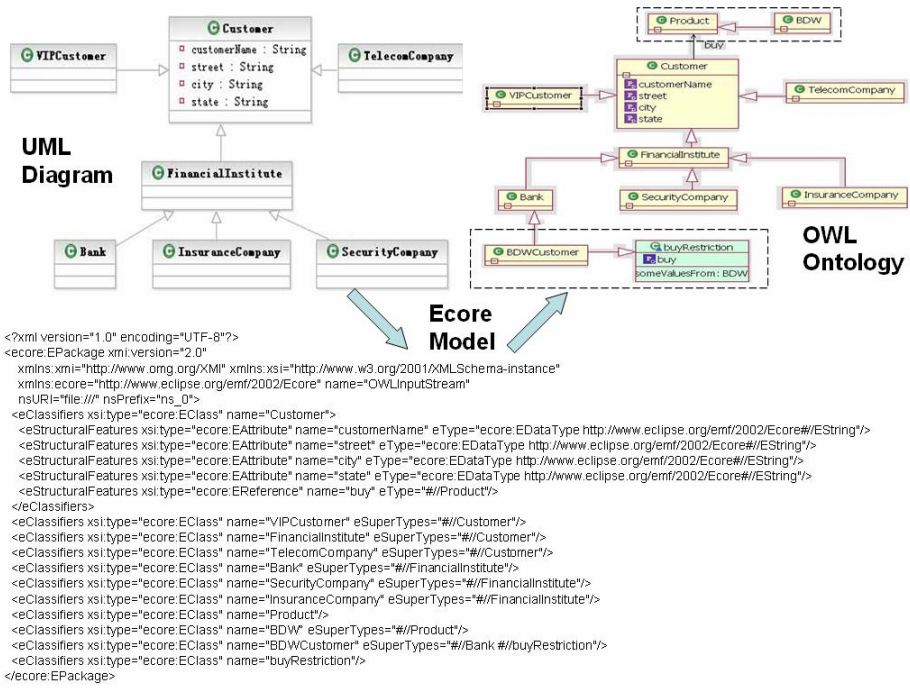 Customer
customerName : String
street : String
city : String
state : String
VIPCustomer
TelecomCompany
UML
Diagram
FinancialInstitute
Bank
InsuranceCompany
SecurityCompany
Product
BDW
buy
Customer
customerName
street
city
state
VIPCustomer
TelecomCompany
FinancialInstitute
Bank
SecurityCompany
InsuranceCompany
BDWCustomer
buyRestriction
buy
someValuesFrom : BDW
OWL
Ontology
Ecore
Model
<?xml version="1.0" encoding="UTF-8"?>
<ecore:EPackage xmi:version="2.0"
xmlns:xmi="http://www.omg.org/XMI" xmlns:xsi="http://www.w3.org/2001/XMLSchema-instance"
xmlns:ecore="http://www.eclipse.org/emf/2002/Ecore" name="OWLInputStream"
nsURI="file:///" nsPrefix="ns_0">
<eClassifiers xsi:type="ecore:EClass" name="Customer">
<eStructuralFeatures xsi:type="ecore:EAttribute" name="customerName" eType="ecore:EDataType http://www.eclipse.org/emf/2002/Ecore#//EString"/>
<eStructuralFeatures xsi:type="ecore:EAttribute" name="street" eType="ecore:EDataType http://www.eclipse.org/emf/2002/Ecore#//EString"/>
<eStructuralFeatures xsi:type="ecore:EAttribute" name="city" eType="ecore:EDataType http://www.eclipse.org/emf/2002/Ecore#//EString"/>
<eStructuralFeatures xsi:type="ecore:EAttribute" name="state" eType="ecore:EDataType http://www.eclipse.org/emf/2002/Ecore#//EString"/>
<eStructuralFeatures xsi:type="ecore:EReference" name="buy" eType="#//Product"/>
</eClassifiers>
<eClassifiers xsi:type="ecore:EClass" name="VIPCustomer" eSuperTypes="#//Customer"/>
<eClassifiers xsi:type="ecore:EClass" name="FinancialInstitute" eSuperTypes="#//Customer"/>
<eClassifiers xsi:type="ecore:EClass" name="TelecomCompany" eSuperTypes="#//Customer"/>
<eClassifiers xsi:type="ecore:EClass" name="Bank" eSuperTypes="#//FinancialInstitute"/>
<eClassifiers xsi:type="ecore:EClass" name="SecurityCompany" eSuperTypes="#//FinancialInstitute"/>
<eClassifiers xsi:type="ecore:EClass" name="InsuranceCompany" eSuperTypes="#//FinancialInstitute"/>
<eClassifiers xsi:type="ecore:EClass" name="Product"/>
<eClassifiers xsi:type="ecore:EClass" name="BDW" eSuperTypes="#//Product"/>
<eClassifiers xsi:type="ecore:EClass" name="BDWCustomer" eSuperTypes="#//Bank #//buyRestriction"/>
<eClassifiers xsi:type="ecore:EClass" name="buyRestriction"/>
</ecore:EPackage>